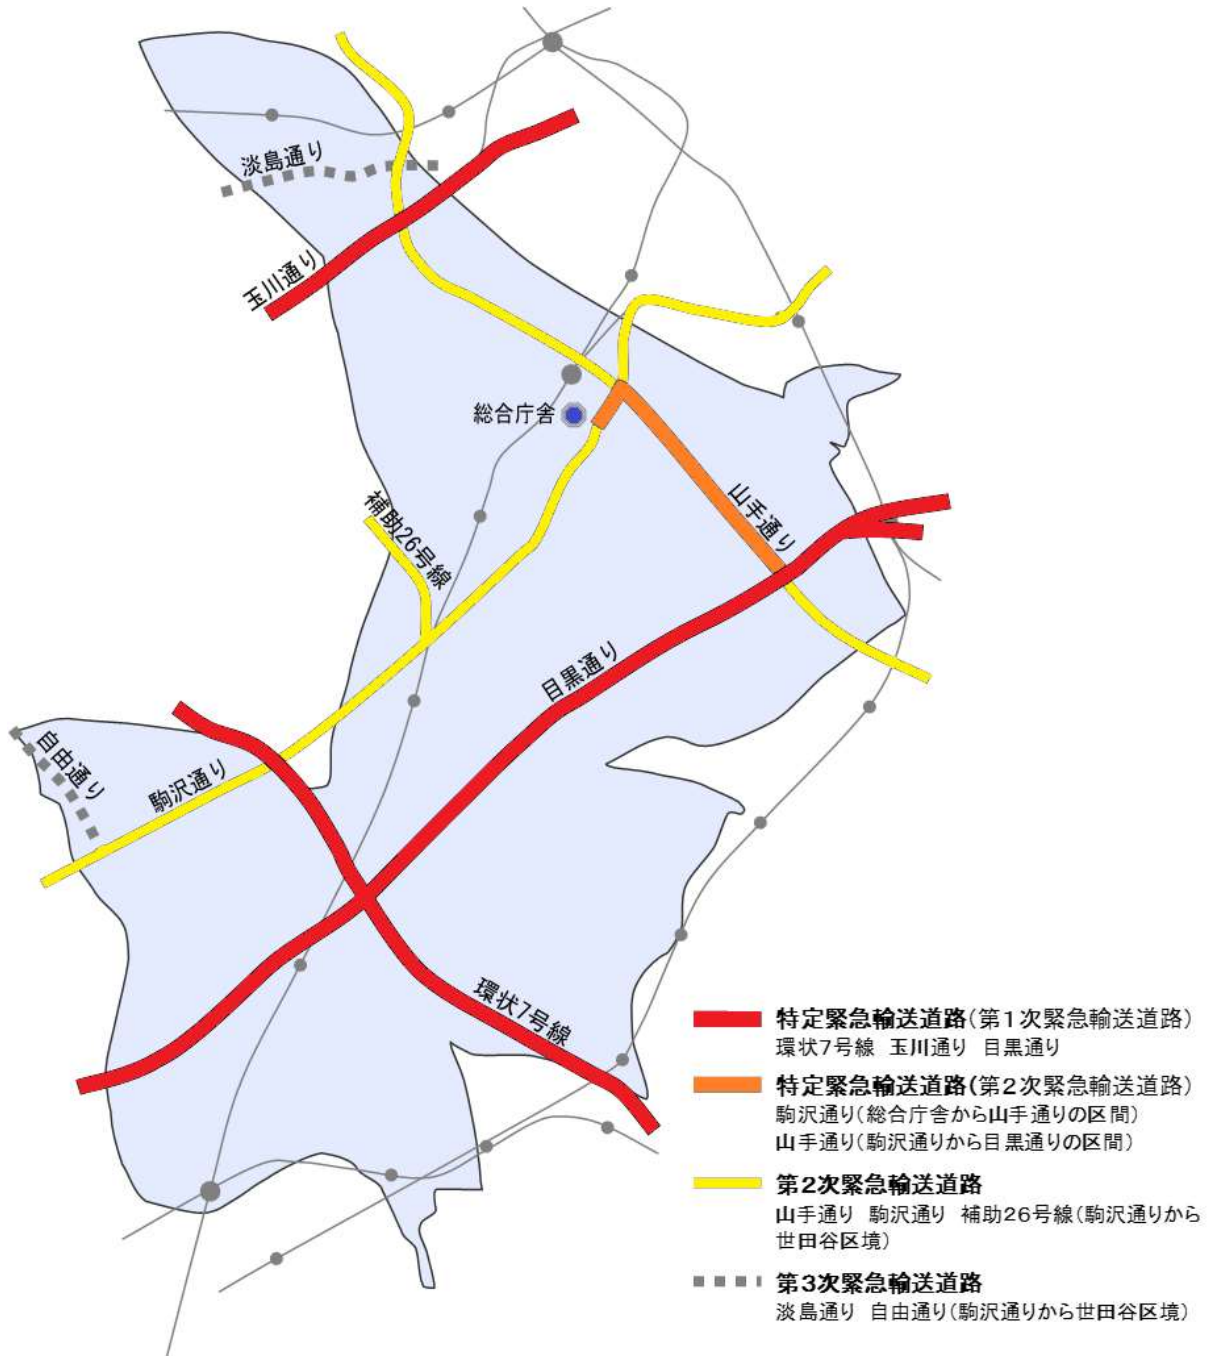 淡島通り
玉川通り
総合庁舎
補助26号線
山手通り
目黒通り
自由通り
駒沢通り
環状7号線
特定緊急輸送道路(第1次緊急輸送道路)
環状7号線 玉川通り 目黒通り
特定緊急輸送道路(第2次緊急輸送道路)
駒沢通り(総合庁舎から山手通りの区間)
山手通り(駒沢通りから目黒通りの区間)
第2次緊急輸送道路
山手通り 駒沢通り 補助26号線(駒沢通りから
世田谷区境)
第3次緊急輸送道路
淡島通り 自由通り(駒沢通りから世田谷区境)